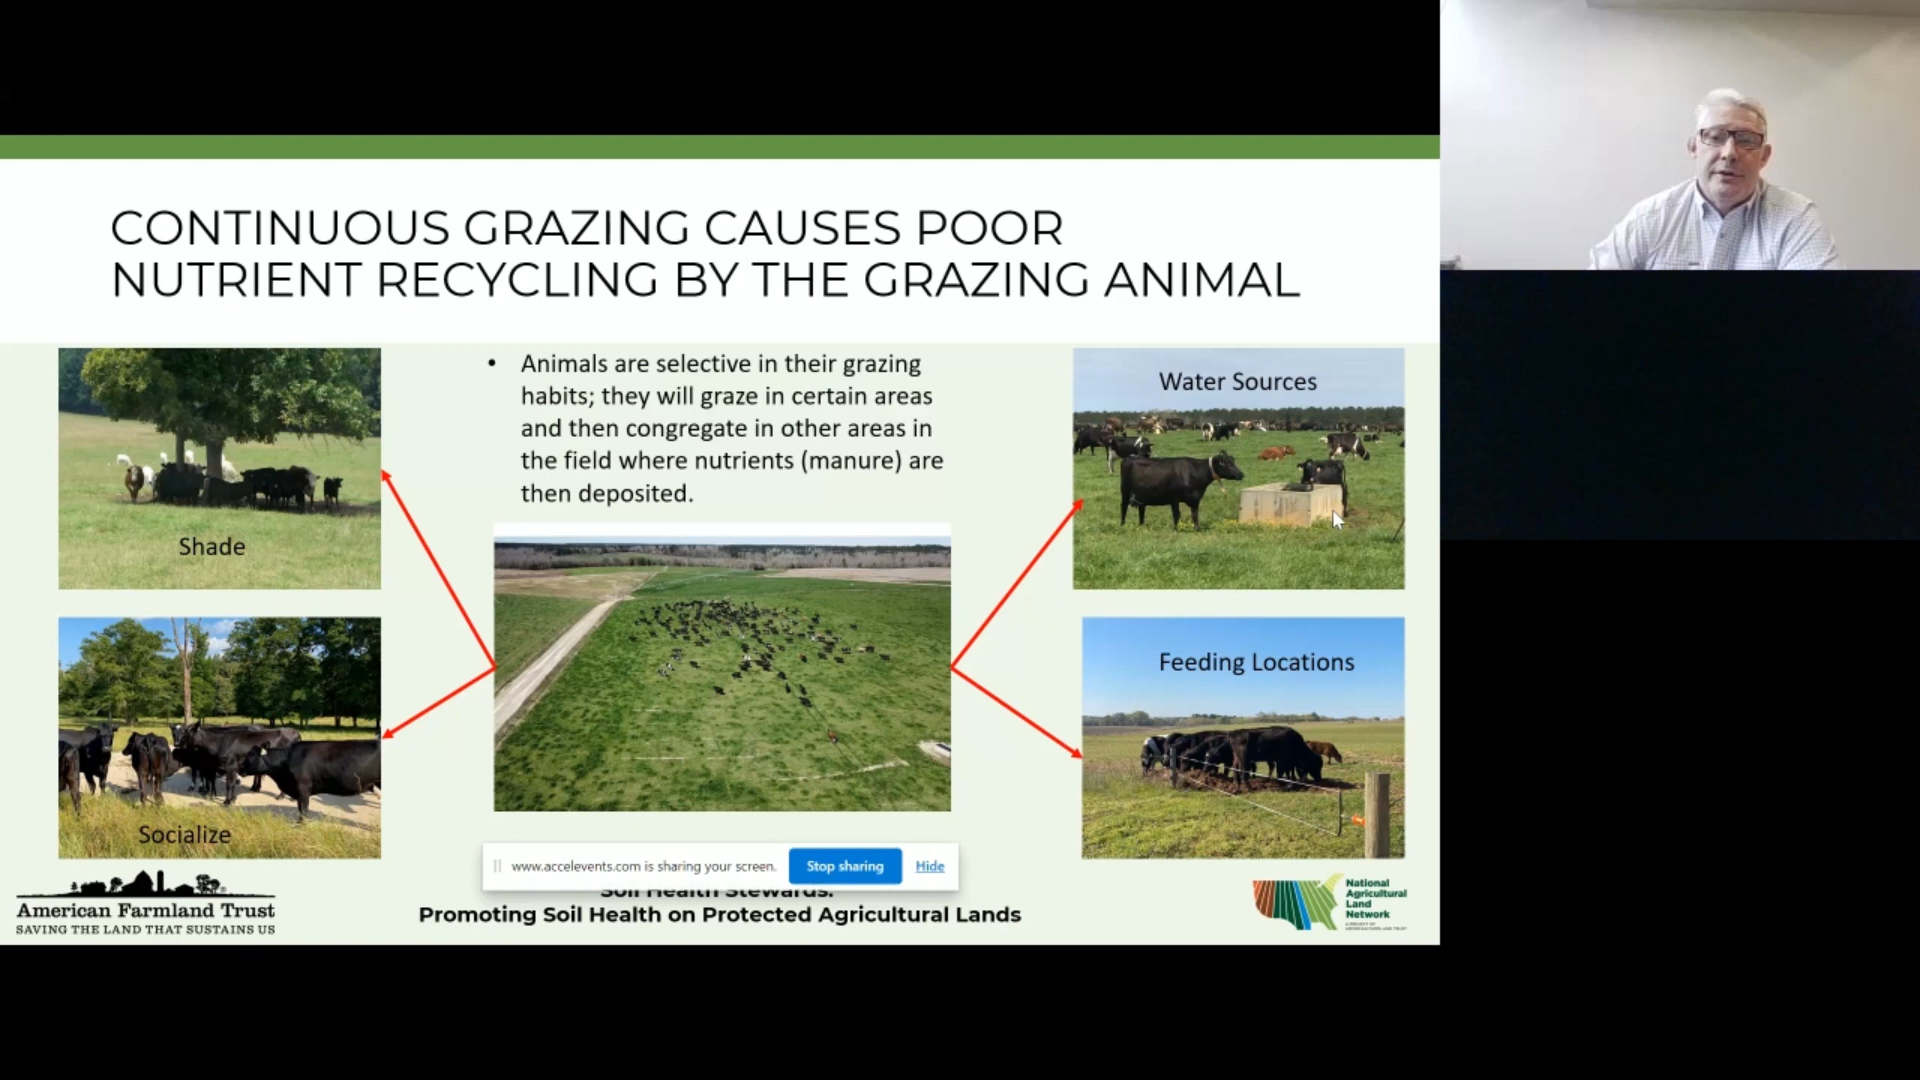 CONTINUOUS GRAZING CAUSES POOR
NUTRIENT RECYCLING BY THE GRAZING ANIMAL
• Animals are selective in their grazing
habits; they will graze in certain areas
and then congregate in other areas in
the field where nutrients (manure) are
then deposited.
Shade
Socialize
Water Sources
Feeding Locations
www.accelevents.com is sharing your screen.
Stop sharing
Hide
Soil Health Stewards:
Promoting Soil Health on Protected Agricultural Lands
American Farmland Trust
SAVING THE LAND THAT SUSTAINS US
National
Agricultural
Land
Network